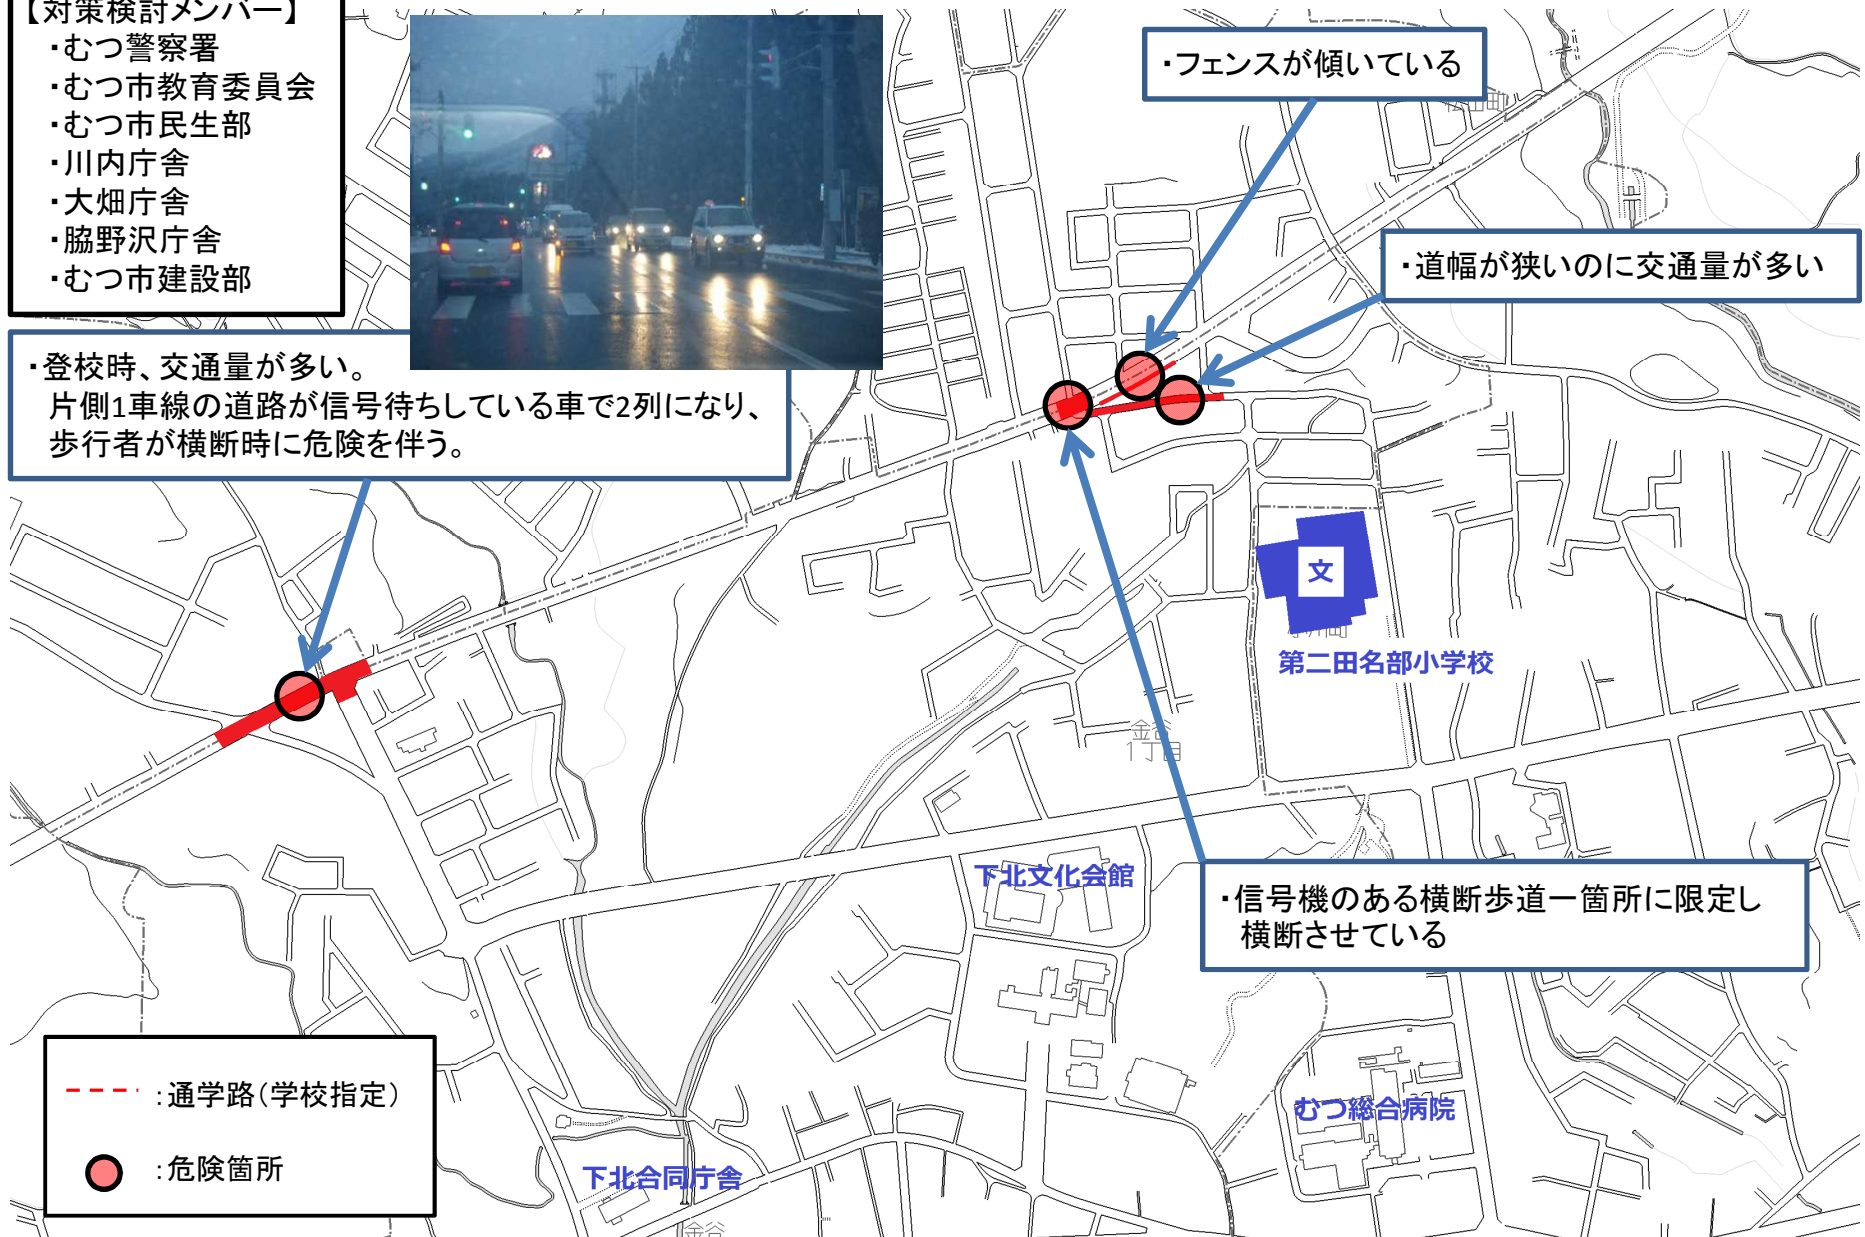 【対策検討メンバー】
・むつ警察署
・むつ市教育委員会
・むつ市民生部
・川内庁舎
・大畑庁舎
・脇野沢庁舎
・むつ市建設部
・フェンスが傾いている
・道幅が狭いのに交通量が多い
・登校時、交通量が多い。
片側1車線の道路が信号待ちしている車で2列になり、
歩行者が横断時に危険を伴う。
文
第二田名部小学校
金谷
1丁目
下北文化会館
・信号機のある横断歩道一箇所に限定し
横断させている
むつ総合病院
下北合同庁舎
金谷
:通学路(学校指定)
:危険箇所